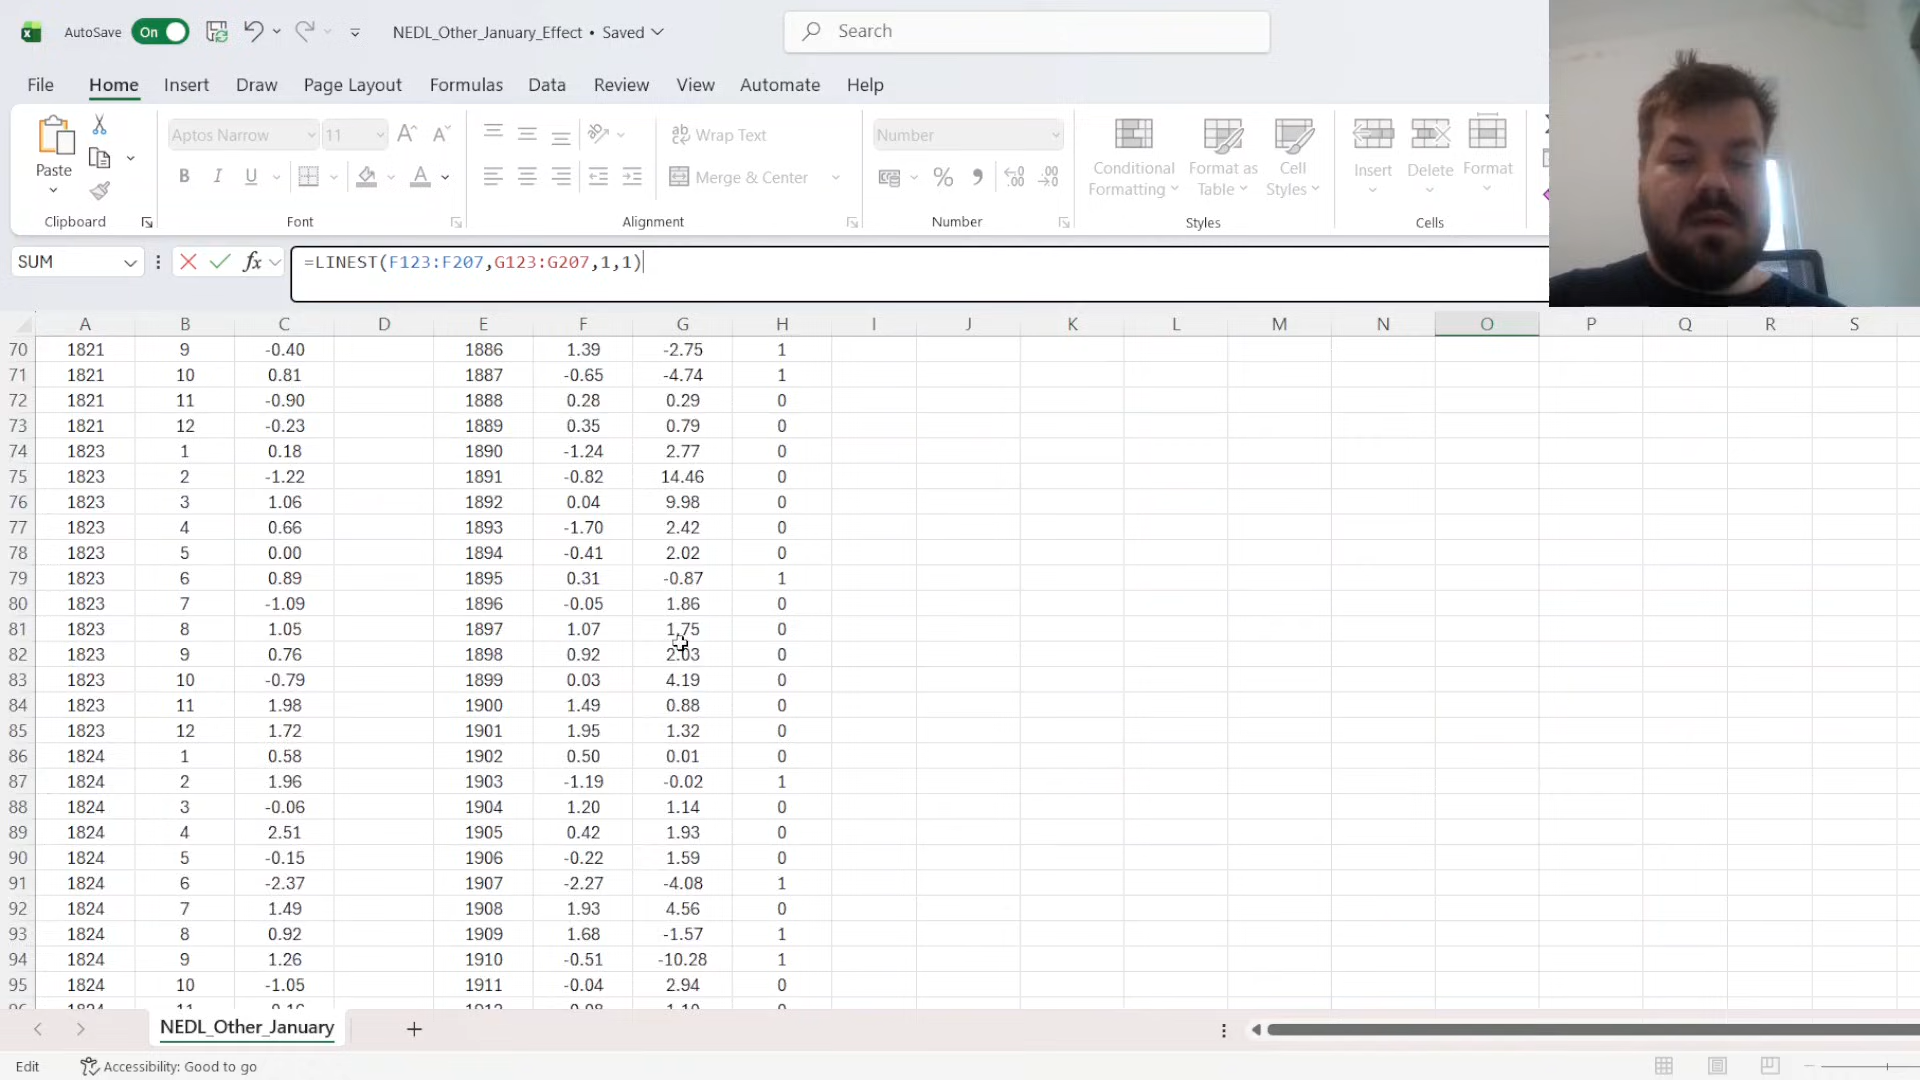 AutoSave On NEDL_Other_January_Effect • Saved Search
File Home Insert Draw Page Layout Formulas Data Review View Automate Help
Aptos Narrow 11 Wrap Text Number
Paste B I U Merge & Center % Conditional Formatting Format as Table Cell Styles Insert Delete Format
Clipboard Font Alignment Number Styles Cells
SUM fx =LINEST(F123:F207,G123:G207,1,1)
A B C D E F G H I J K L M N O P Q R S
70 1821 9 -0.40 1886 1.39 -2.75 1
71 1821 10 0.81 1887 -0.65 -4.74 1
72 1821 11 -0.90 1888 0.28 0.29 0
73 1821 12 -0.23 1889 0.35 0.79 0
74 1823 1 0.18 1890 -1.24 2.77 0
75 1823 2 -1.22 1891 -0.82 14.46 0
76 1823 3 1.06 1892 0.04 9.98 0
77 1823 4 0.66 1893 -1.70 2.42 0
78 1823 5 0.00 1894 -0.41 2.02 0
79 1823 6 0.89 1895 0.31 -0.87 1
80 1823 7 -1.09 1896 -0.05 1.86 0
81 1823 8 1.05 1897 1.07 1.75 0
82 1823 9 0.76 1898 0.92 2.03 0
83 1823 10 -0.79 1899 0.03 4.19 0
84 1823 11 1.98 1900 1.49 0.88 0
85 1823 12 1.72 1901 1.95 1.32 0
86 1824 1 0.58 1902 0.50 0.01 0
87 1824 2 1.96 1903 -1.19 -0.02 1
88 1824 3 -0.06 1904 1.20 1.14 0
89 1824 4 2.51 1905 0.42 1.93 0
90 1824 5 -0.15 1906 -0.22 1.59 0
91 1824 6 -2.37 1907 -2.27 -4.08 1
92 1824 7 1.49 1908 1.93 4.56 0
93 1824 8 0.92 1909 1.68 -1.57 1
94 1824 9 1.26 1910 -0.51 -10.28 1
95 1824 10 -1.05 1911 -0.04 2.94 0
NEDL_Other_January
Edit Accessibility: Good to go